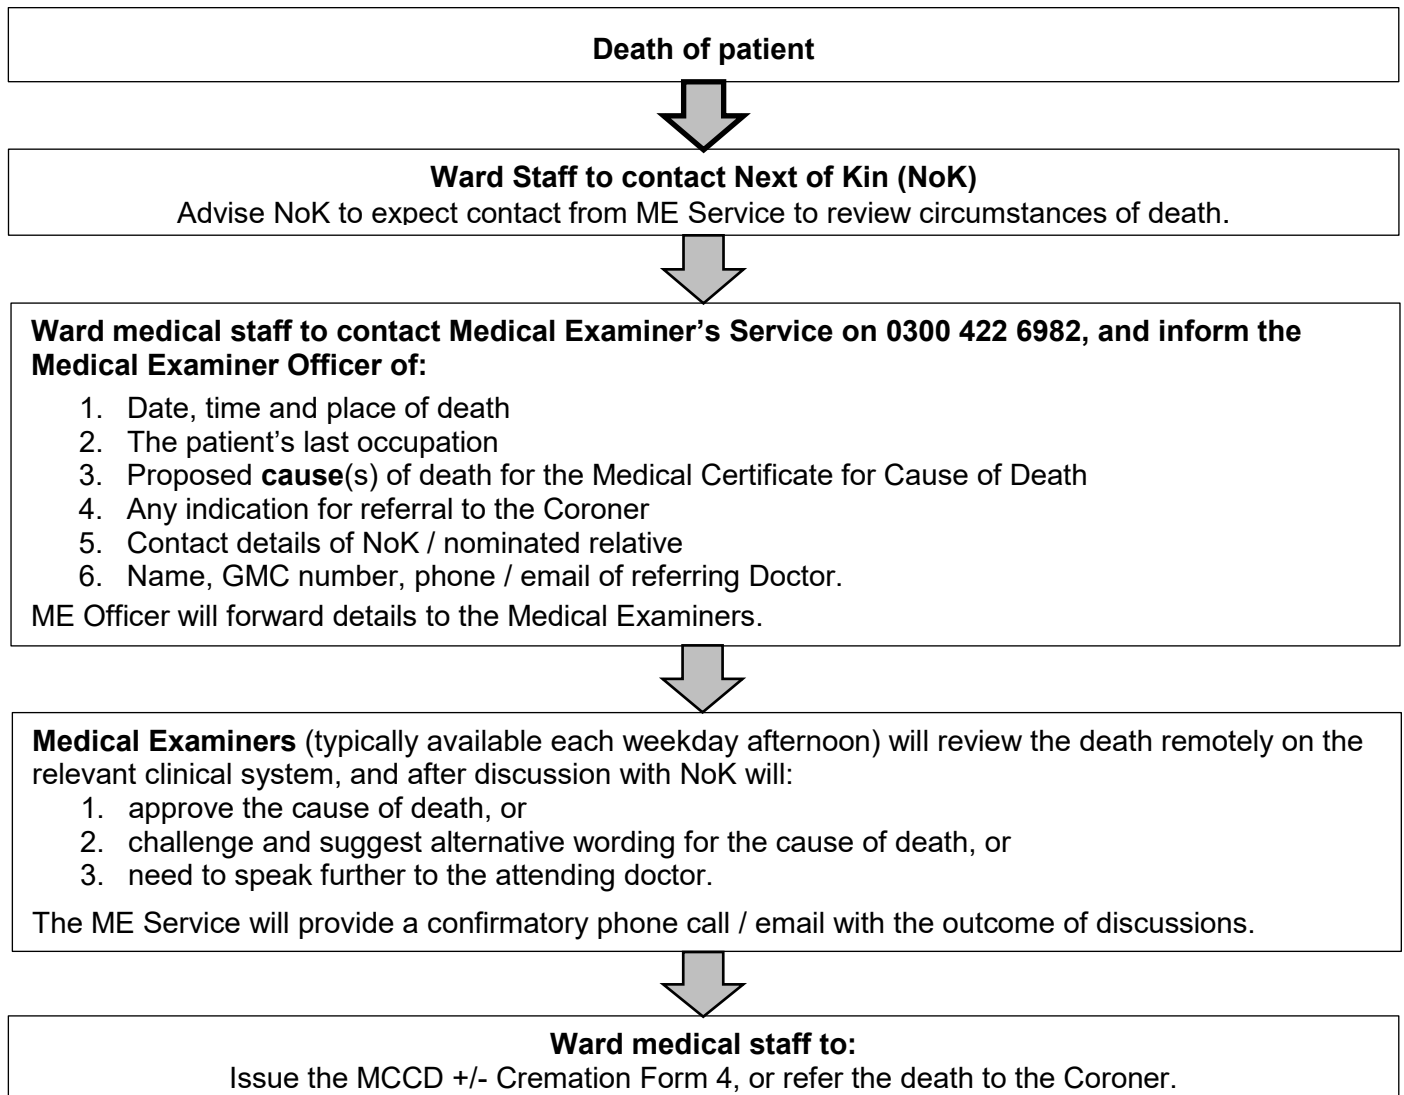 Death of patient
Ward Staff to contact Next of Kin (NoK)
Advise NoK to expect contact from ME Service to review circumstances of death.
Ward medical staff to contact Medical Examiner’s Service on 0300 422 6982, and inform the
Medical Examiner Officer of:
1. Date, time and place of death
2. The patient’s last occupation
3. Proposed cause(s) of death for the Medical Certificate for Cause of Death
4. Any indication for referral to the Coroner
5. Contact details of NoK / nominated relative
6. Name, GMC number, phone / email of referring Doctor.
ME Officer will forward details to the Medical Examiners.
Medical Examiners (typically available each weekday afternoon) will review the death remotely on the
relevant clinical system, and after discussion with NoK will:
1. approve the cause of death, or
2. challenge and suggest alternative wording for the cause of death, or
3. need to speak further to the attending doctor.
The ME Service will provide a confirmatory phone call / email with the outcome of discussions.
Ward medical staff to:
Issue the MCCD +/- Cremation Form 4, or refer the death to the Coroner.